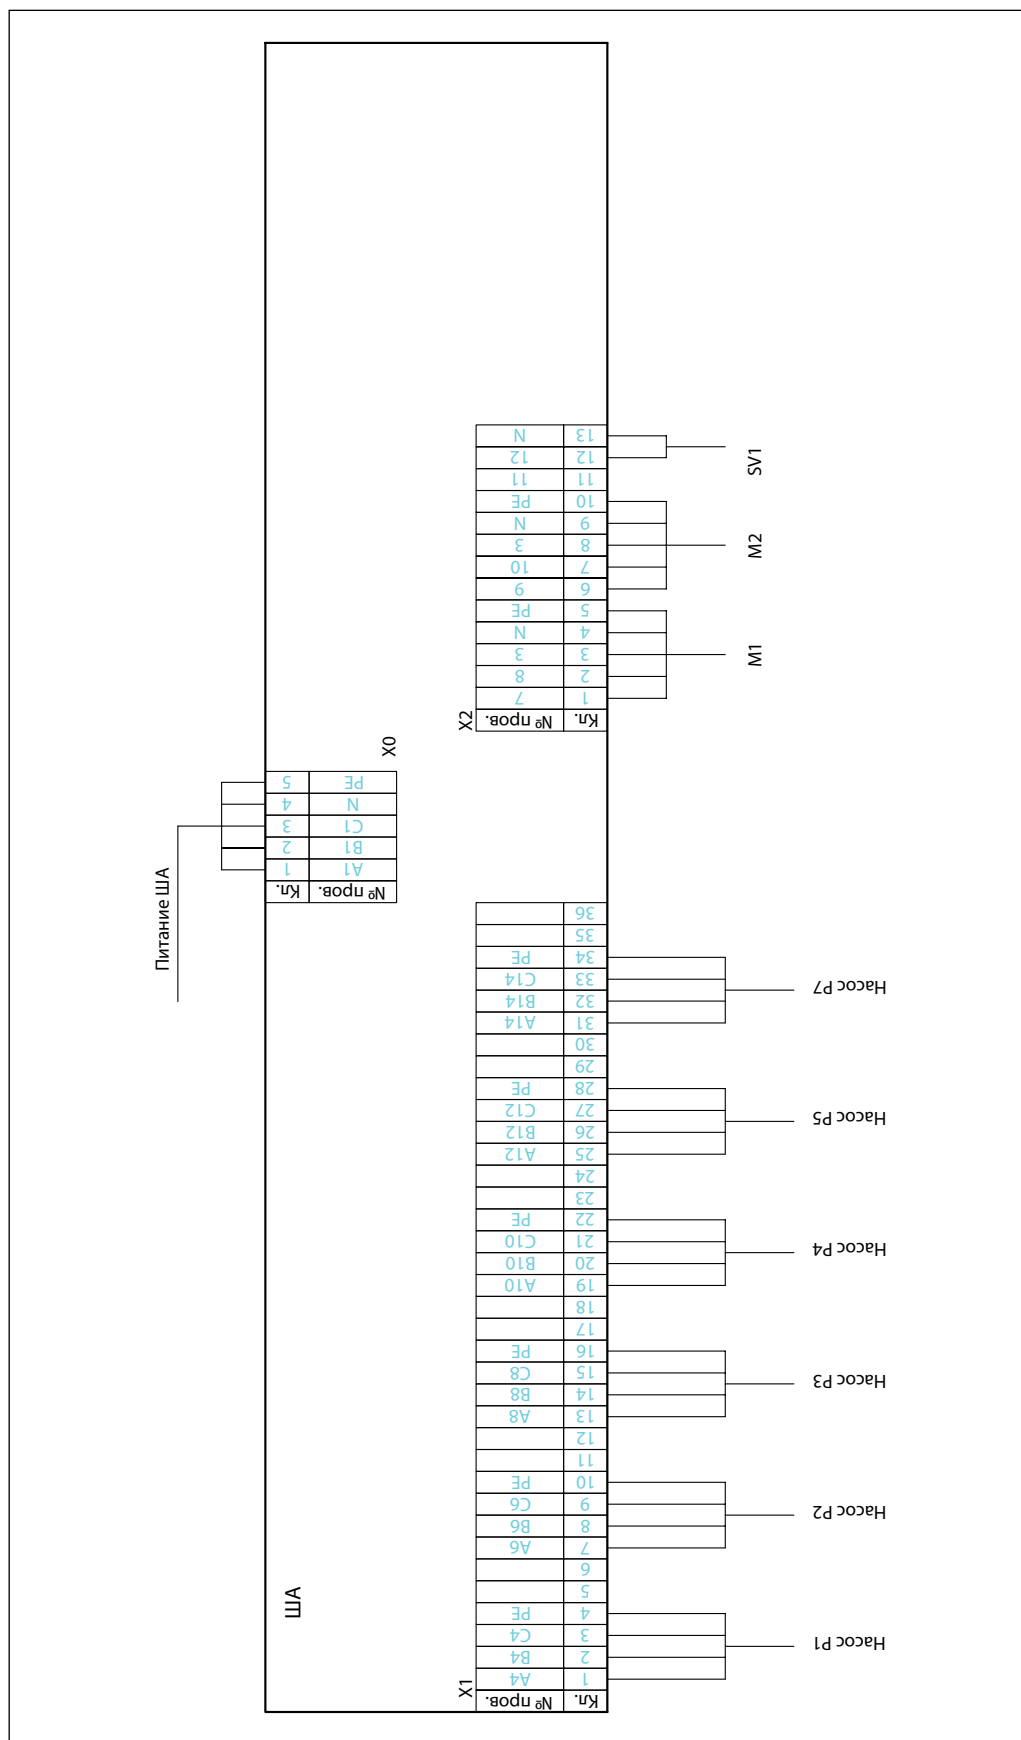 ША
Питание ША
X0
5 PE
4 N
3 C1
2 B1
1 A1
Кл. № пров.
X2
N 13
12 12
11 11
PE 10
N 9
3 8
10 7
9 6
PE 5
N 4
3 3
8 2
7 1
№ пров. Кл.
SV1
M2
M1
X1
36
35
PE 34
C14 33
B14 32
A14 31
30
29
PE 28
C12 27
B12 26
A12 25
24
23
PE 22
C10 21
B10 20
A10 19
18
17
PE 16
C8 15
B8 14
A8 13
12
11
PE 10
C6 9
B6 8
A6 7
6
5
PE 4
C4 3
B4 2
A4 1
№ пров. Кл.
Насос P7
Насос P5
Насос P4
Насос P3
Насос P2
Насос P1